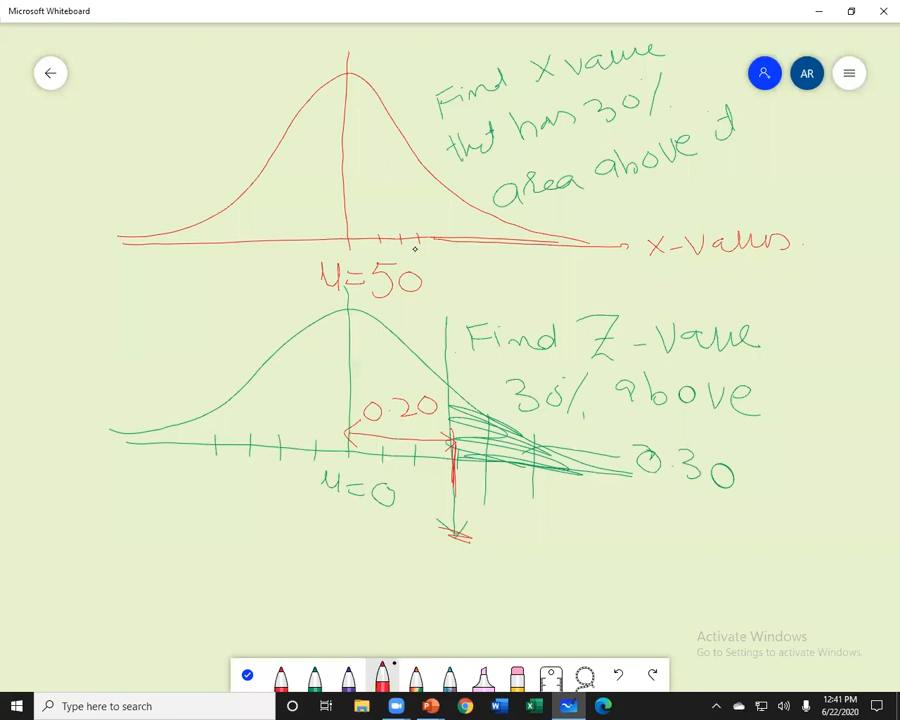 Microsoft Whiteboard
AR
Find X value
tht has 30%
area above it
X-values
μ=50
Find Z-value
30% above
0.20
0.30
μ=0
Activate Windows
Go to Settings to activate Windows.
Type here to search
12:41 PM
6/22/2020